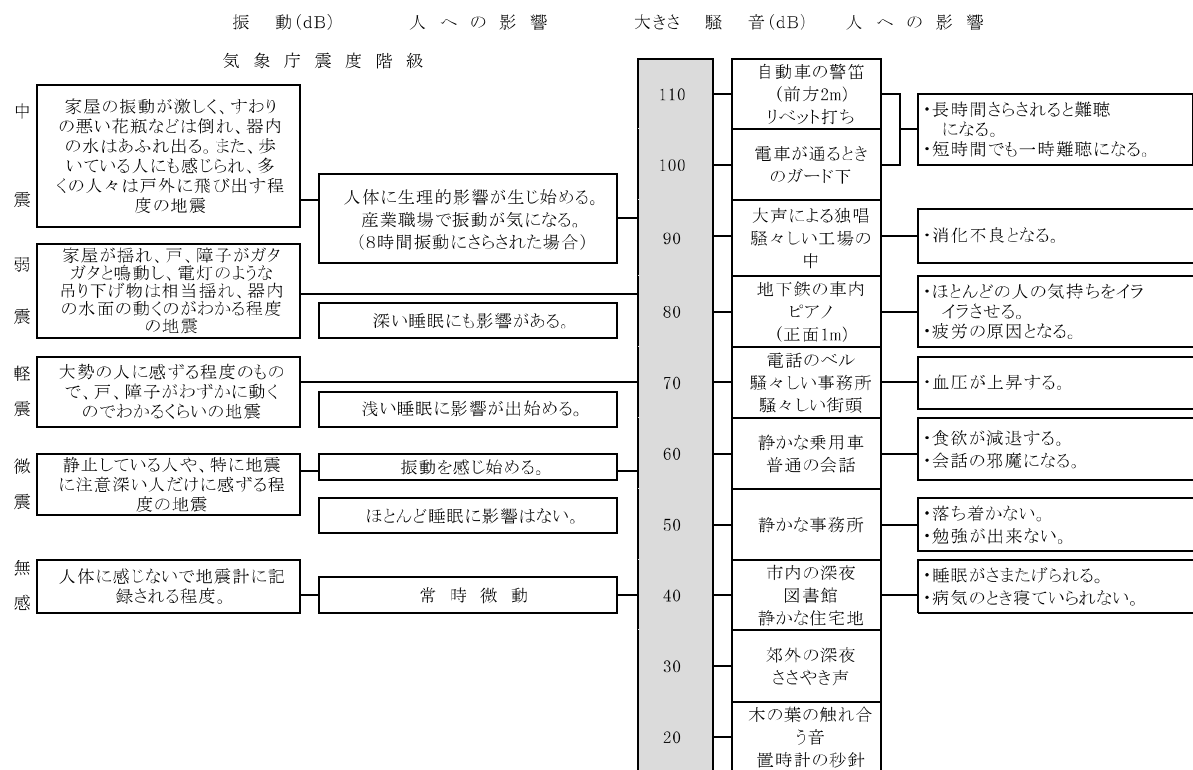 振 動(dB) 人 へ の 影 響 大きさ 騒 音(dB) 人 へ の 影 響
気 象 庁 震 度 階 級
中
震
家屋の振動が激しく、すわり
の悪い花瓶などは倒れ、器内
の水はあふれ出る。また、歩
いている人にも感じられ、多
くの人々は戸外に飛び出す程
度の地震
弱
震
家屋が揺れ、戸、障子がガタ
ガタと鳴動し、電灯のような
吊り下げ物は相当揺れ、器内
の水面の動くのがわかる程度
の地震
軽
震
大勢の人に感ずる程度のもの
で、戸、障子がわずかに動く
のでわかるくらいの地震
微
震
静止している人や、特に地震
に注意深い人だけに感ずる程
度の地震
無
感
人体に感じないで地震計に記
録される程度。
人体に生理的影響が生じ始める。
産業職場で振動が気になる。
(8時間振動にさらされた場合)
深い睡眠にも影響がある。
浅い睡眠に影響が出始める。
振動を感じ始める。
ほとんど睡眠に影響はない。
常 時 微 動
110
100
90
80
70
60
50
40
30
20
自動車の警笛
(前方2m)
リベット打ち
電車が通るとき
のガード下
大声による独唱
騒々しい工場の
中
地下鉄の車内
ピアノ
(正面1m)
電話のベル
騒々しい事務所
騒々しい街頭
静かな乗用車
普通の会話
静かな事務所
市内の深夜
図書館
静かな住宅地
郊外の深夜
ささやき声
木の葉の触れ合
う音
置時計の秒針
・長時間さらされると難聴
になる。
・短時間でも一時難聴になる。
・消化不良となる。
・ほとんどの人の気持ちをイラ
イラさせる。
・疲労の原因となる。
・血圧が上昇する。
・食欲が減退する。
・会話の邪魔になる。
・落ち着かない。
・勉強が出来ない。
・睡眠がさまたげられる。
・病気のとき寝ていられない。